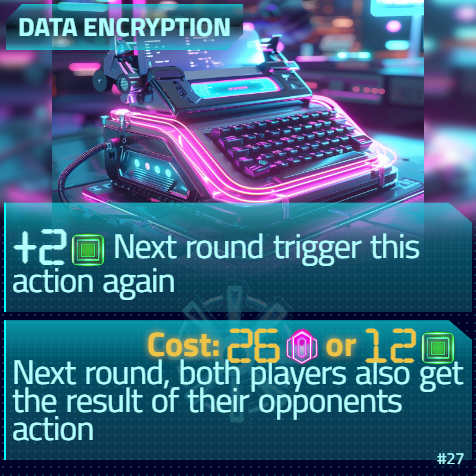 DATA ENCRYPTION
+2 Next round trigger this
action again
Cost: 26 or 12
Next round, both players also get
the result of their opponents
action
#27